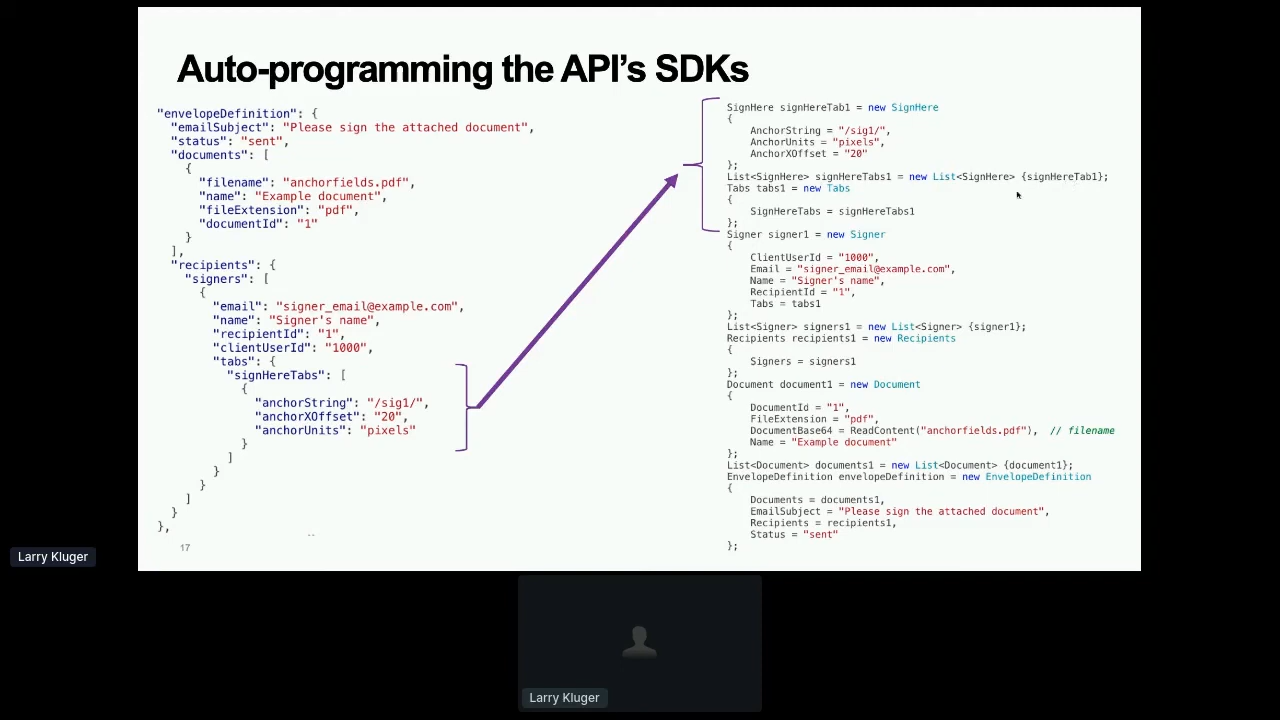 Auto-programming the API's SDKs
"envelopeDefinition": {
"emailSubject": "Please sign the attached document",
"status": "sent",
"documents": [
{
"filename": "anchorfields.pdf",
"name": "Example document",
"fileExtension": "pdf",
"documentId": "1"
}
],
"recipients": {
"signers": [
{
"email": "signer_email@example.com",
"name": "Signer's name",
"recipientId": "1",
"clientUserId": "1000",
"tabs": {
"signHereTabs": [
{
"anchorString": "/sig1/",
"anchorXOffset": "20",
"anchorUnits": "pixels"
}
]
}
}
]
}
},
17
SignHere signHereTab1 = new SignHere
{
AnchorString = "/sig1/",
AnchorUnits = "pixels",
AnchorXOffset = "20"
};
List<SignHere> signHereTabs1 = new List<SignHere> {signHereTab1};
Tabs tabs1 = new Tabs
{
SignHereTabs = signHereTabs1
};
Signer signer1 = new Signer
{
ClientUserId = "1000",
Email = "signer_email@example.com",
Name = "Signer's name",
RecipientId = "1",
Tabs = tabs1
};
List<Signer> signers1 = new List<Signer> {signer1};
Recipients recipients1 = new Recipients
{
Signers = signers1
};
Document document1 = new Document
{
DocumentId = "1",
FileExtension = "pdf",
DocumentBase64 = ReadContent("anchorfields.pdf"),  // filename
Name = "Example document"
};
List<Document> documents1 = new List<Document> {document1};
EnvelopeDefinition envelopeDefinition = new EnvelopeDefinition
{
Documents = documents1,
EmailSubject = "Please sign the attached document",
Recipients = recipients1,
Status = "sent"
};
Larry Kluger
Larry Kluger